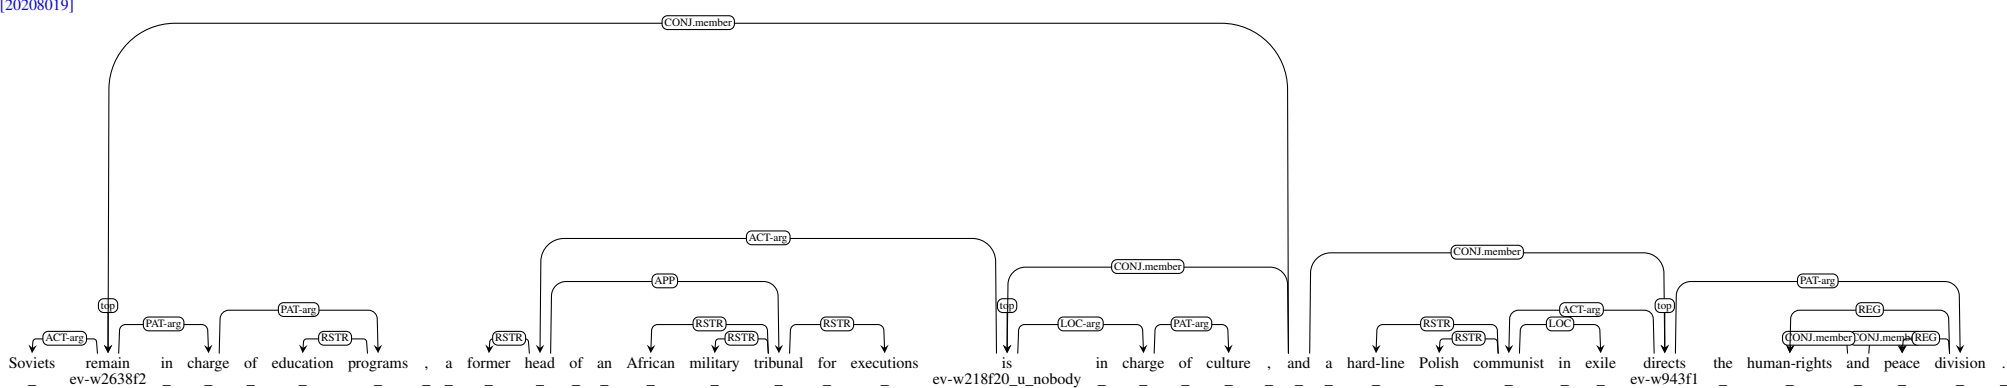 [20208019]
CONJ.member
ACT-arg CONJ.member
APP CONJ.member PAT-arg
top PAT-arg top ACT-arg top REG
PAT-arg RSTR RSTR LOC-arg PAT-arg RSTR LOC
ACT-arg RSTR RSTR RSTR RSTR CONJ.member CONJ.memb REG
Soviets remain in charge of education programs , a former head of an African military tribunal for executions is in charge of culture , and a hard-line Polish communist in exile directs the human-rights and peace division .
_ ev-w2638f2 _ _ _ _ _ _ _ _ _ _ _ _ _ _ _ _ ev-w218f20_u_nobody _ _ _ _ _ _ _ _ _ _ _ _ ev-w943f1 _ _ _ _ _ _